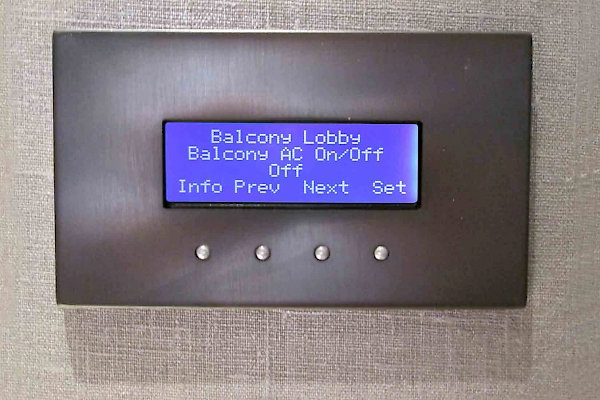 Balcony Lobby
Balcony AC On/Off
Off
Info Prev Next Set